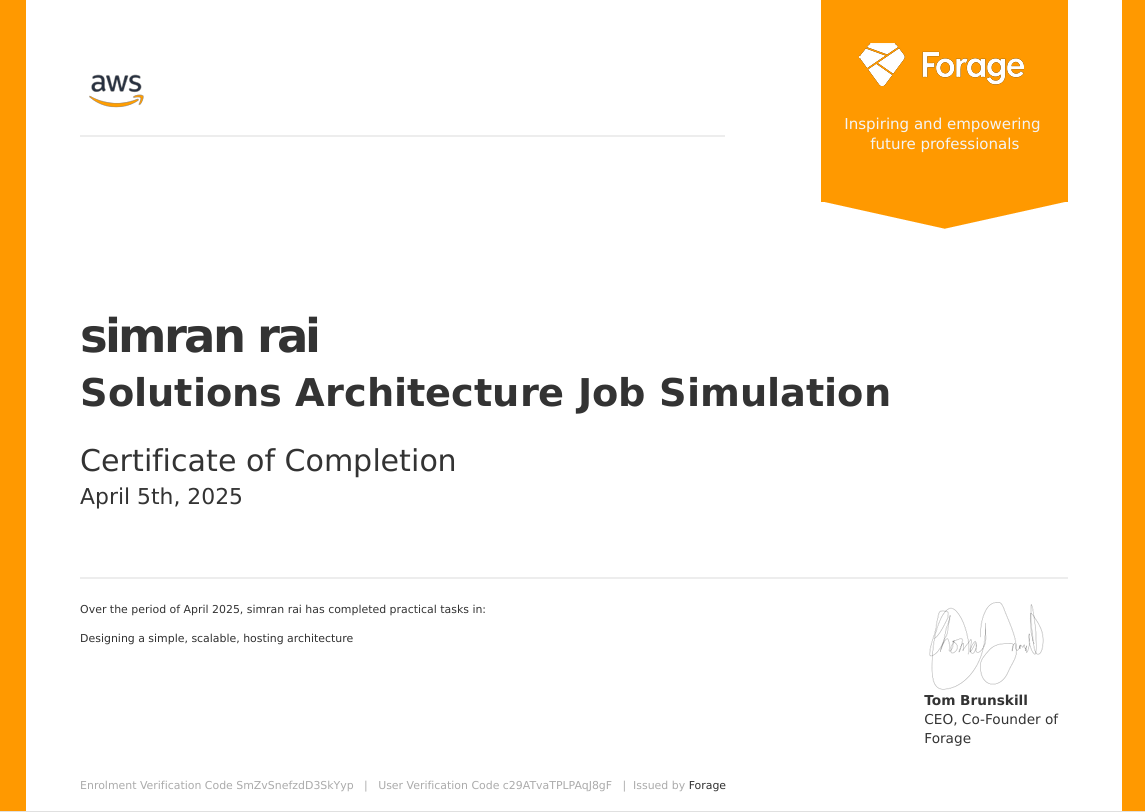 aws
Forage
Inspiring and empowering
future professionals
simran rai
Solutions Architecture Job Simulation
Certificate of Completion
April 5th, 2025
Over the period of April 2025, simran rai has completed practical tasks in:
Designing a simple, scalable, hosting architecture
Tom Brunskill
CEO, Co-Founder of
Forage
Enrolment Verification Code SmZvSnefzdD3SkYyp | User Verification Code c29ATvaTPLPAqJ8gF | Issued by Forage